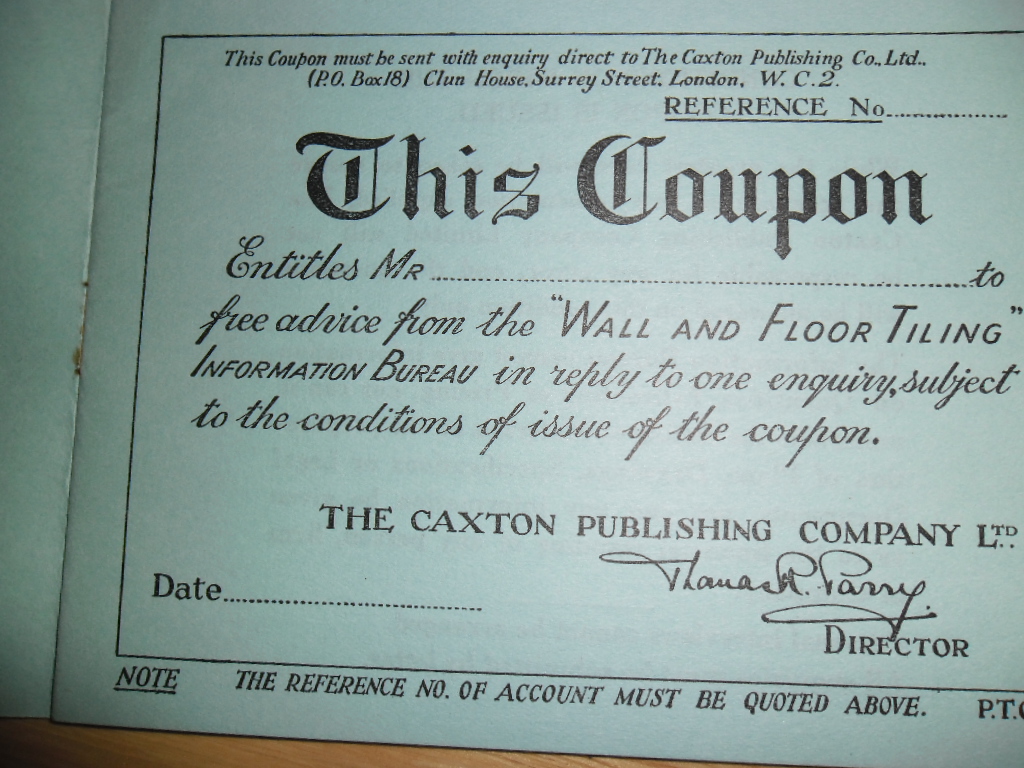 This Coupon must be sent with enquiry direct to The Caxton Publishing Co., Ltd..
(P.O. Box 18) Clun House, Surrey Street, London, W.C.2.
REFERENCE No.
This Coupon
Entitles Mr to
free advice from the "WALL AND FLOOR TILING"
INFORMATION BUREAU in reply to one enquiry, subject
to the conditions of issue of the coupon.
THE CAXTON PUBLISHING COMPANY LTD.
Thomas R. Parry.
Date
DIRECTOR
NOTE THE REFERENCE NO. OF ACCOUNT MUST BE QUOTED ABOVE. P.T.